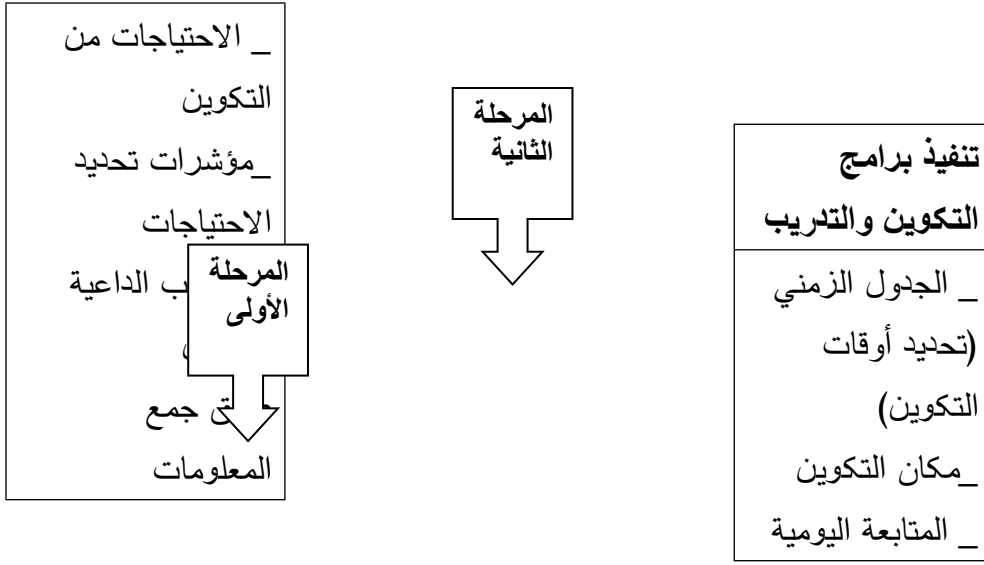 _ الاحتياجات من
التكوين
_مؤشرات تحديد
الاحتياجات
الداعية
جمع
المعلومات
المرحلة
الأولى
المرحلة
الثانية
تنفيذ برامج
التكوين والتدريب
_ الجدول الزمني
(تحديد أوقات
التكوين)
_مكان التكوين
_ المتابعة اليومية